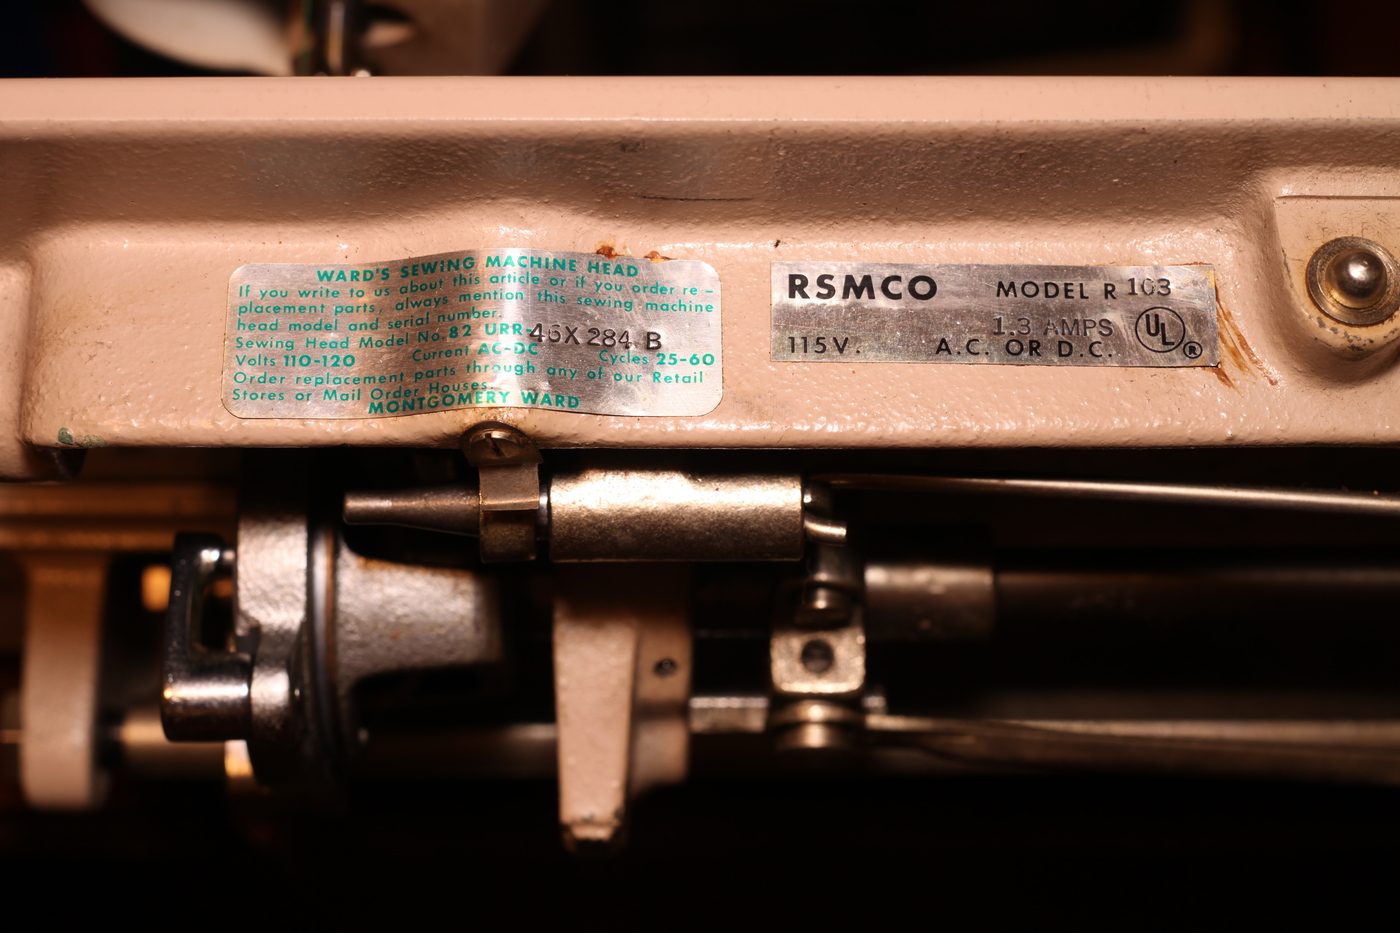 WARD'S SEWING MACHINE HEAD
If you write to us about this article or if you order re-
placement parts, always mention this sewing machine
head model and serial number.
Sewing Head Model No. 82 URR-46X 284 B
Volts 110-120 Current AC-DC Cycles 25-60
Order replacement parts through any of our Retail
Stores or Mail Order Houses.
MONTGOMERY WARD
RSMCO MODEL R 103
1.3 AMPS
115V. A.C. OR D.C.
UL ®